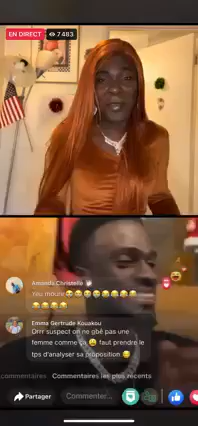 EN DIRECT 7 483
Amanda Christelle
You moure😂😂😂😂😂😂😂
😂😂😂😂
Emma Gertrude Kouakou
Orrr suspect on ne gbê pas une
femme comme ça😩 faut prendre le
tps d'analyser sa proposition
commentaires Commentaires les plus récents
Partager Commenter...